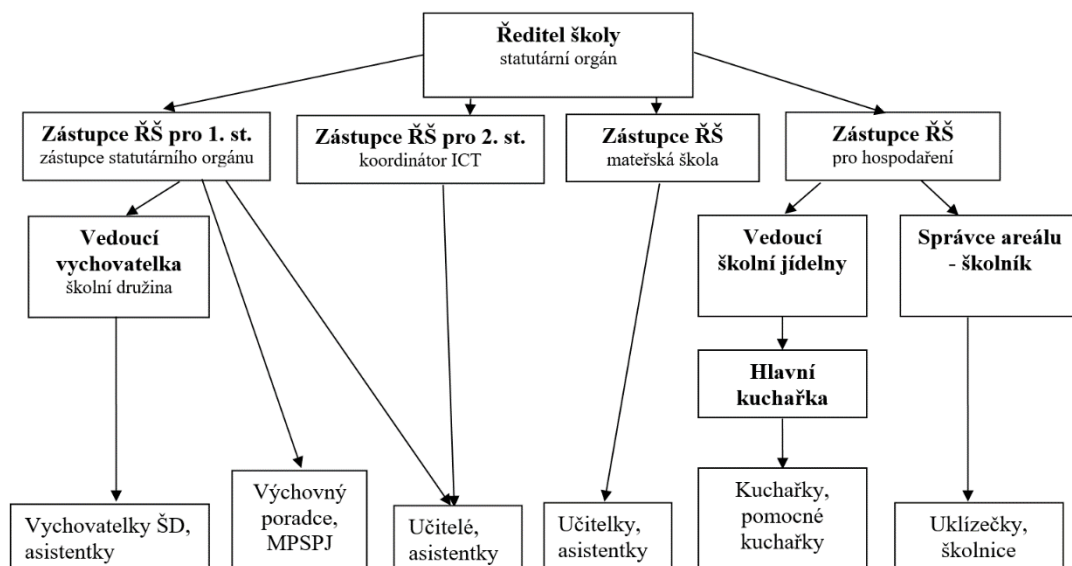 Ředitel školy
statutární orgán
Zástupce ŘŠ pro 1. st.
zástupce statutárního orgánu
Zástupce ŘŠ pro 2. st.
koordinátor ICT
Zástupce ŘŠ
mateřská škola
Zástupce ŘŠ
pro hospodaření
Vedoucí
vychovatelka
školní družina
Vedoucí
školní jídelny
Správce areálu
- školník
Hlavní
kuchařka
Vychovatelky ŠD,
asistentky
Výchovný
poradce,
MPSPJ
Učitelé,
asistentky
Učitelky,
asistentky
Kuchařky,
pomocné
kuchařky
Uklízečky,
školnice